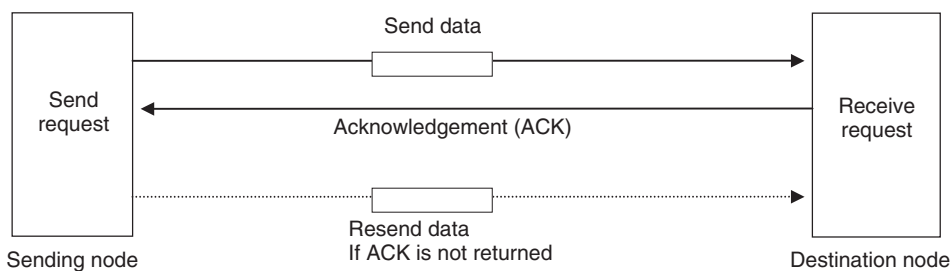 Send data
Send
request
Receive
request
Acknowledgement (ACK)
Resend data
If ACK is not returned
Sending node
Destination node